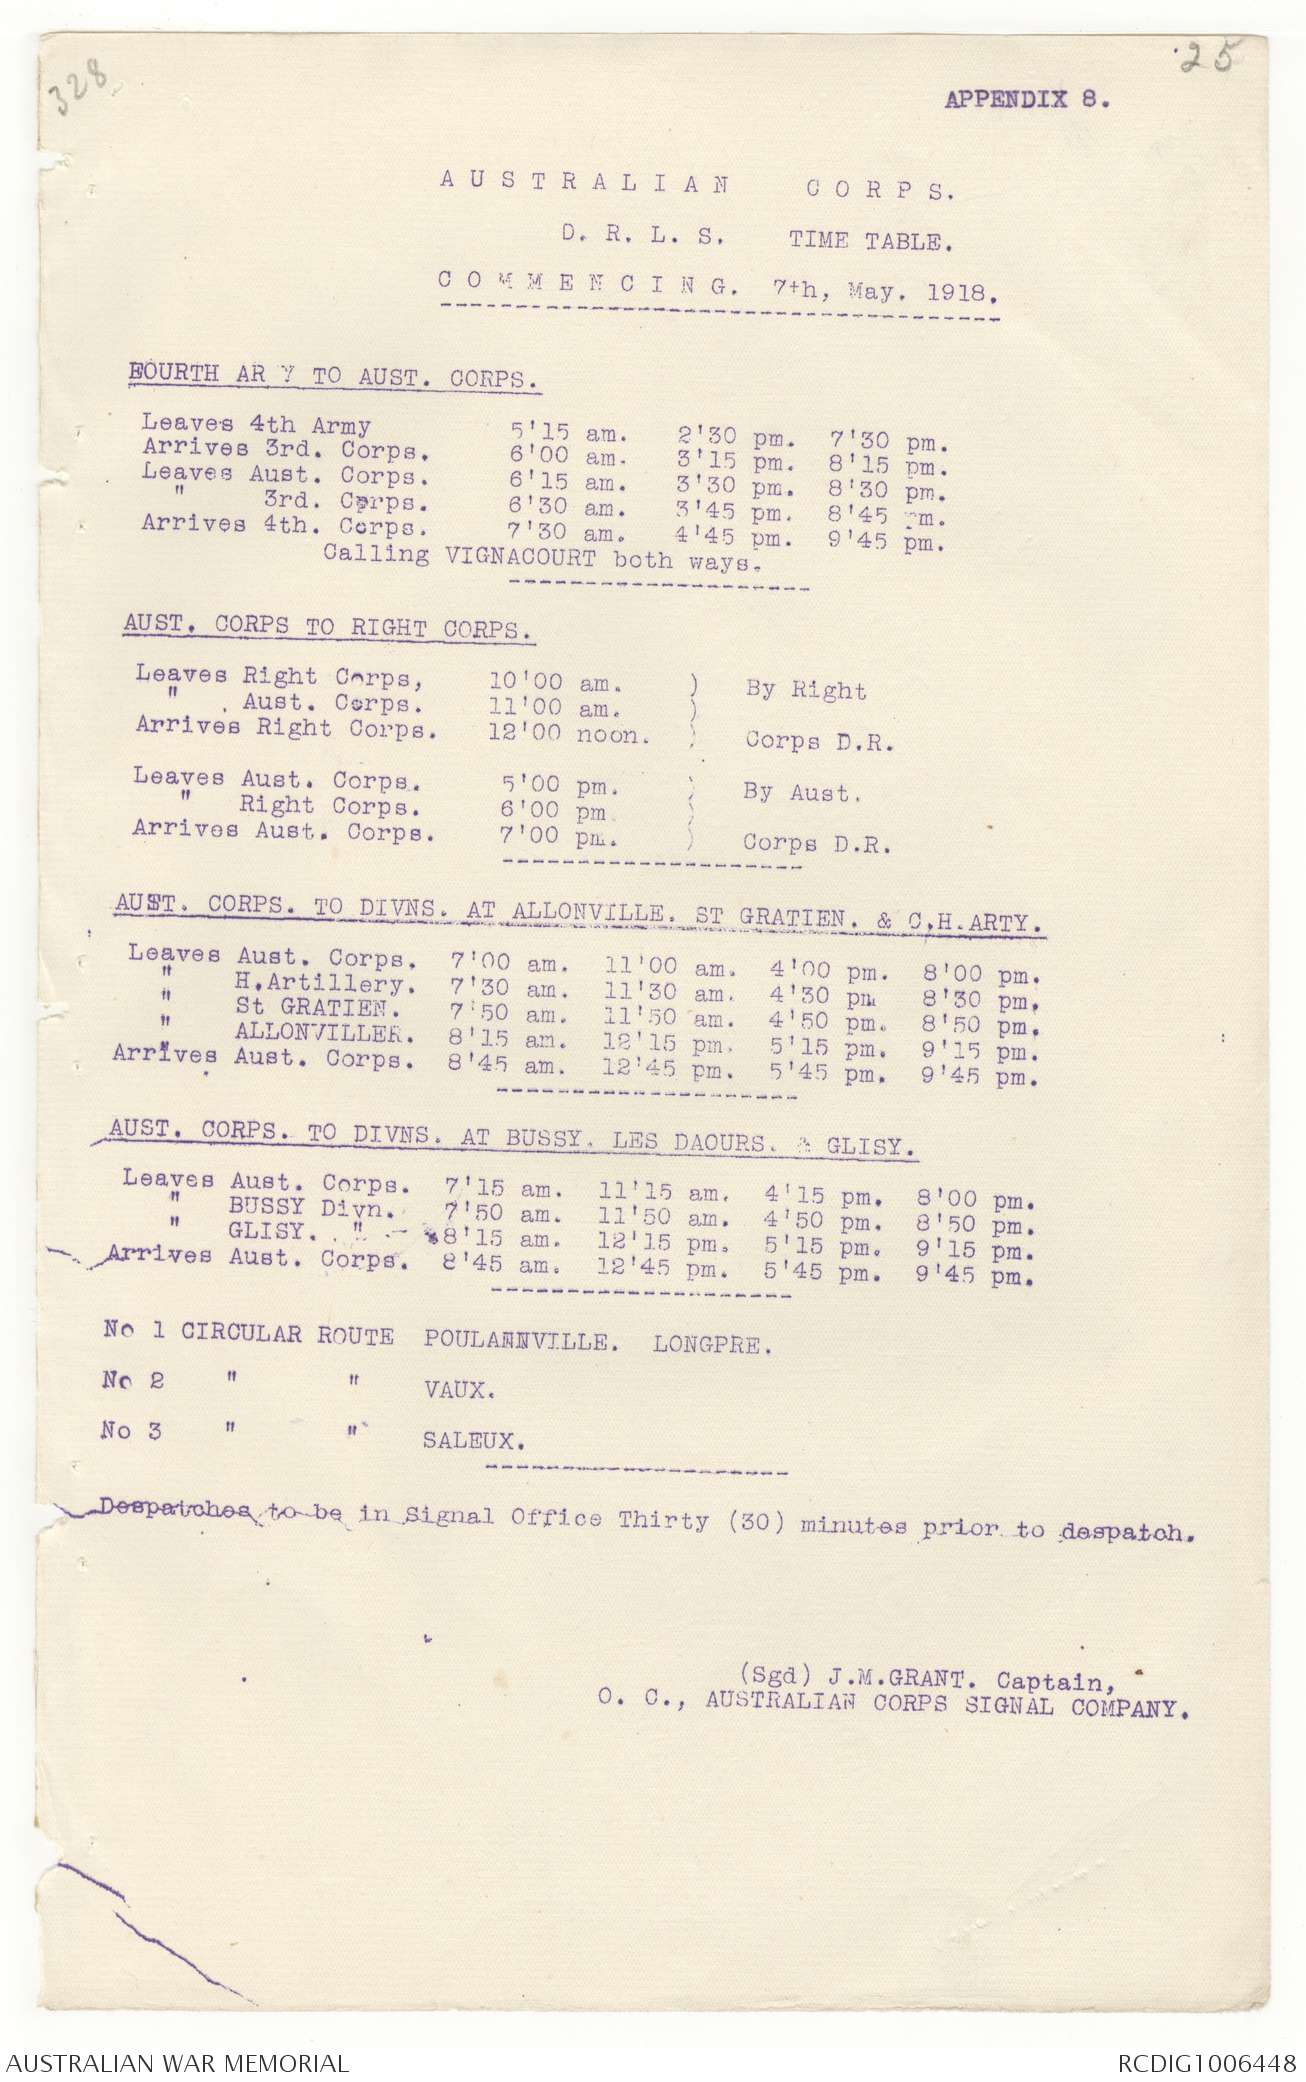 328
25
APPENDIX 8.
AUSTRALIAN CORPS.
D. R. L. S. TIME TABLE.
COMMENCING. 7th, May. 1918.
FOURTH AR Y TO AUST. CORPS.
Leaves 4th Army 5'15 am. 2'30 pm. 7'30 pm.
Arrives 3rd. Corps. 6'00 am. 3'15 pm. 8'15 pm.
Leaves Aust. Corps. 6'15 am. 3'30 pm. 8'30 pm.
" 3rd. Corps. 6'30 am. 3'45 pm. 8'45 pm.
Arrives 4th. Corps. 7'30 am. 4'45 pm. 9'45 pm.
Calling VIGNACOURT both ways.
AUST. CORPS TO RIGHT CORPS.
Leaves Right Corps, 10'00 am. ) By Right
" Aust. Corps. 11'00 am. )
Arrives Right Corps. 12'00 noon. ) Corps D.R.
Leaves Aust. Corps. 5'00 pm. ) By Aust.
" Right Corps. 6'00 pm. )
Arrives Aust. Corps. 7'00 pm. ) Corps D.R.
AUST. CORPS. TO DIVNS. AT ALLONVILLE. ST GRATIEN. & C.H.ARTY.
Leaves Aust. Corps. 7'00 am. 11'00 am. 4'00 pm. 8'00 pm.
" H.Artillery. 7'30 am. 11'30 am. 4'30 pm 8'30 pm.
" St GRATIEN. 7'50 am. 11'50 am. 4'50 pm. 8'50 pm.
" ALLONVILLER. 8'15 am. 12'15 pm. 5'15 pm. 9'15 pm.
Arrives Aust. Corps. 8'45 am. 12'45 pm. 5'45 pm. 9'45 pm.
AUST. CORPS. TO DIVNS. AT BUSSY. LES DAOURS. & GLISY.
Leaves Aust. Corps. 7'15 am. 11'15 am. 4'15 pm. 8'00 pm.
" BUSSY Divn. 7'50 am. 11'50 am. 4'50 pm. 8'50 pm.
" GLISY. " 8'15 am. 12'15 pm. 5'15 pm. 9'15 pm.
Arrives Aust. Corps. 8'45 am. 12'45 pm. 5'45 pm. 9'45 pm.
No 1 CIRCULAR ROUTE POULANNVILLE. LONGPRE.
No 2 " " VAUX.
No 3 " " SALEUX.
Despatches to be in Signal Office Thirty (30) minutes prior to despatch.
(Sgd) J.M.GRANT. Captain,
O. C., AUSTRALIAN CORPS SIGNAL COMPANY.
AUSTRALIAN WAR MEMORIAL
RCDIG1006448